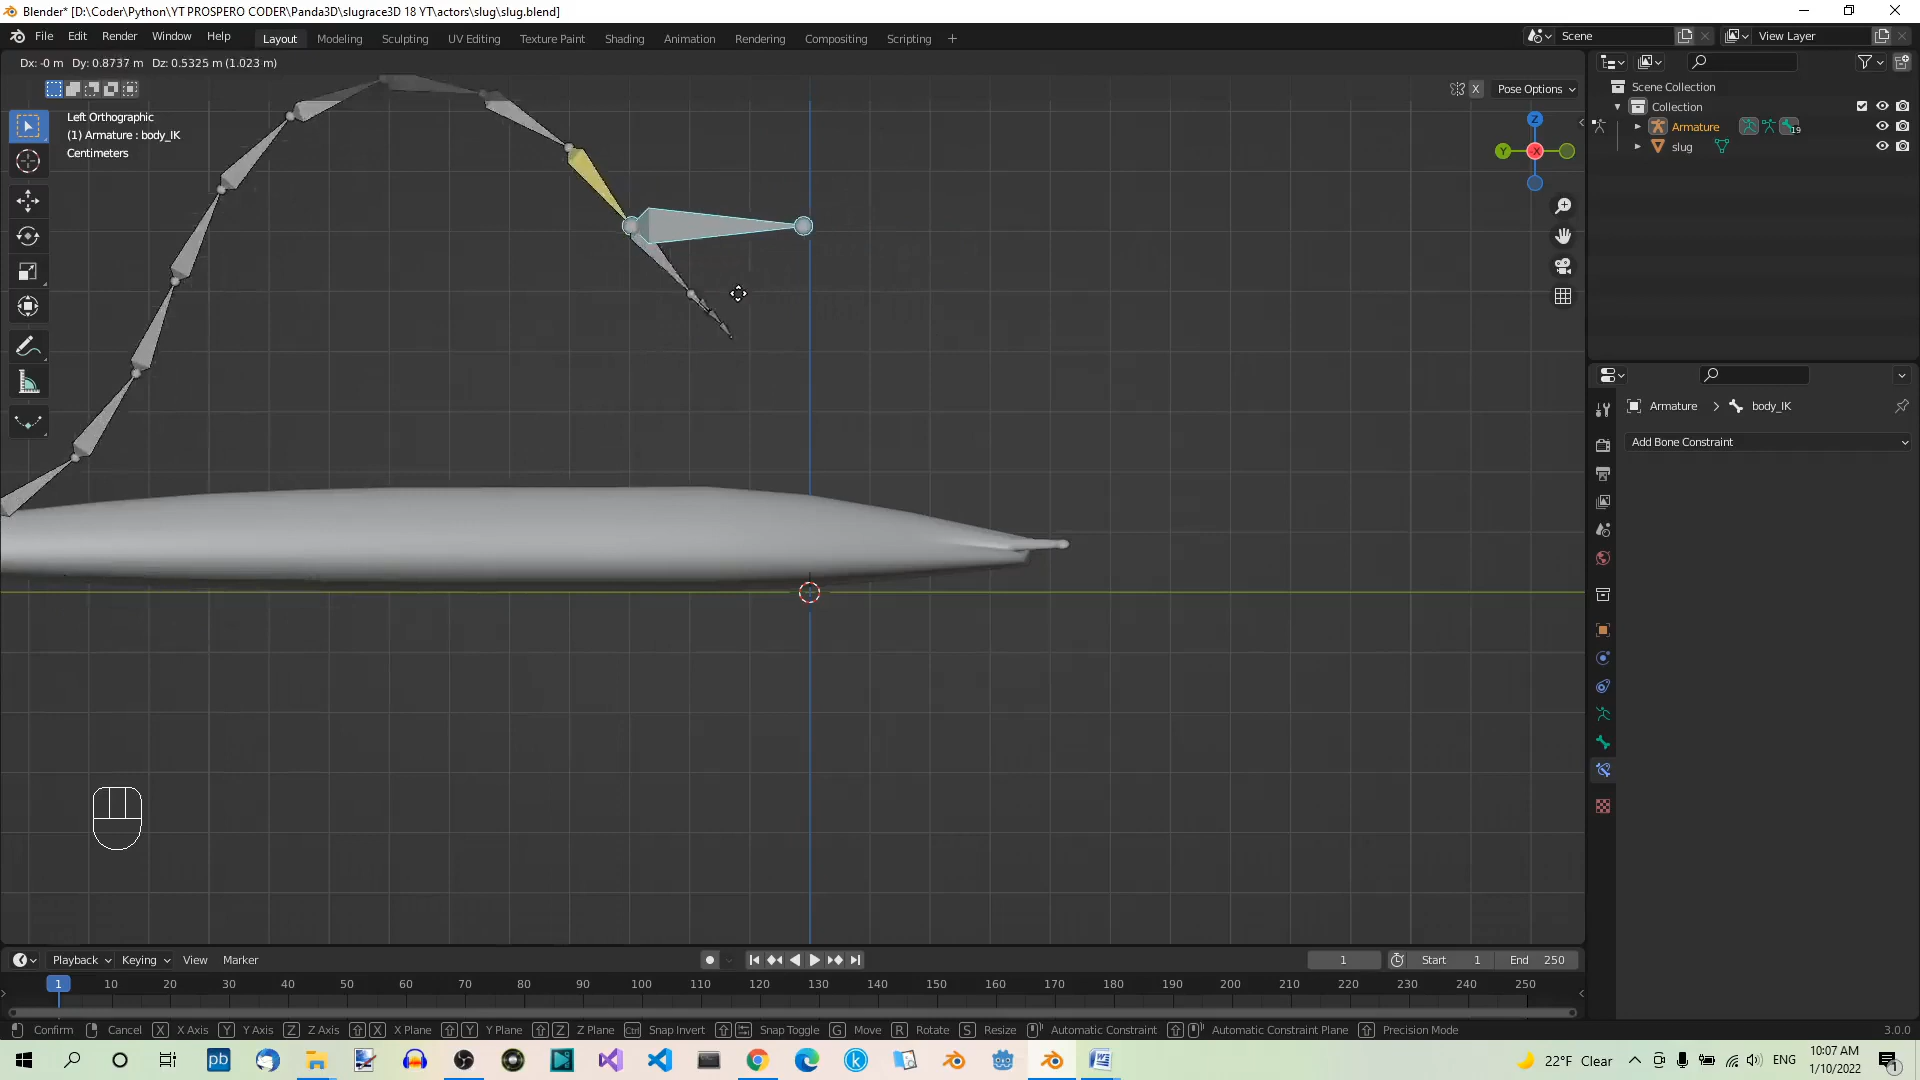 Blender* [D:\Coder\Python\YT PROSPERO CODER\Panda3D\slugrace3D 18 YT\actors\slug\slug.blend]
File Edit Render Window Help Layout Modeling Sculpting UV Editing Texture Paint Shading Animation Rendering Compositing Scripting + Scene View Layer
Dx: -0 m Dy: 0.8737 m Dz: 0.5325 m (1.023 m)
X Pose Options
Left Orthographic
(1) Armature : body_IK
Centimeters
Z
Y X
Scene Collection
Collection
Armature 19
slug
Armature > body_IK
Add Bone Constraint
Playback Keying View Marker 1 Start 1 End 250
1 10 20 30 40 50 60 70 80 90 100 110 120 130 140 150 160 170 180 190 200 210 220 230 240 250
Confirm Cancel X X Axis Y Y Axis Z Z Axis X X Plane Y Y Plane Z Z Plane Ctrl Snap Invert Snap Toggle G Move R Rotate S Resize Automatic Constraint Automatic Constraint Plane Precision Mode 3.0.0
pb 22°F Clear ENG 10:07 AM
1/10/2022